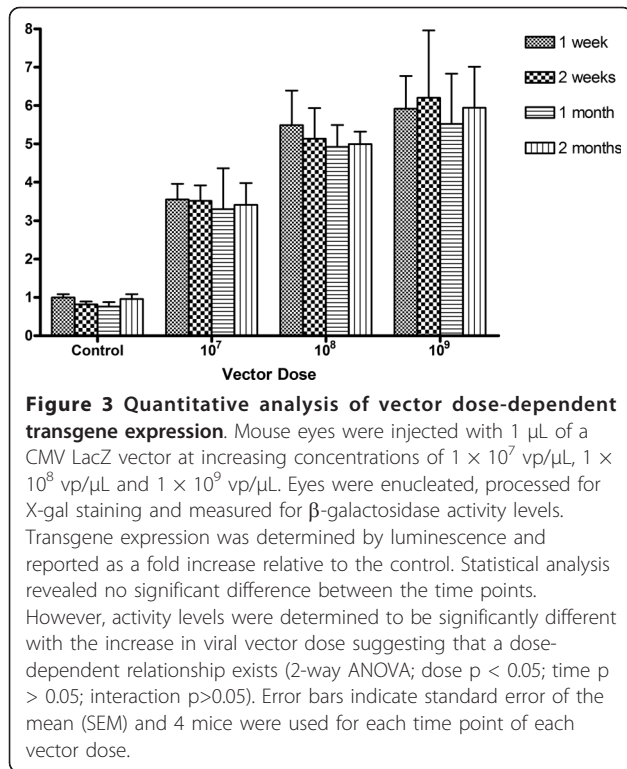 8
7
6
5
4
3
2
1
0
1 week
2 weeks
1 month
2 months
Control 10⁷ 10⁸ 10⁹
Vector Dose
Figure 3 Quantitative analysis of vector dose-dependent
transgene expression. Mouse eyes were injected with 1 μL of a
CMV LacZ vector at increasing concentrations of 1 × 10⁷ vp/μL, 1 ×
10⁸ vp/μL and 1 × 10⁹ vp/μL. Eyes were enucleated, processed for
X-gal staining and measured for β-galactosidase activity levels.
Transgene expression was determined by luminescence and
reported as a fold increase relative to the control. Statistical analysis
revealed no significant difference between the time points.
However, activity levels were determined to be significantly different
with the increase in viral vector dose suggesting that a dose-
dependent relationship exists (2-way ANOVA; dose p < 0.05; time p
> 0.05; interaction p>0.05). Error bars indicate standard error of the
mean (SEM) and 4 mice were used for each time point of each
vector dose.